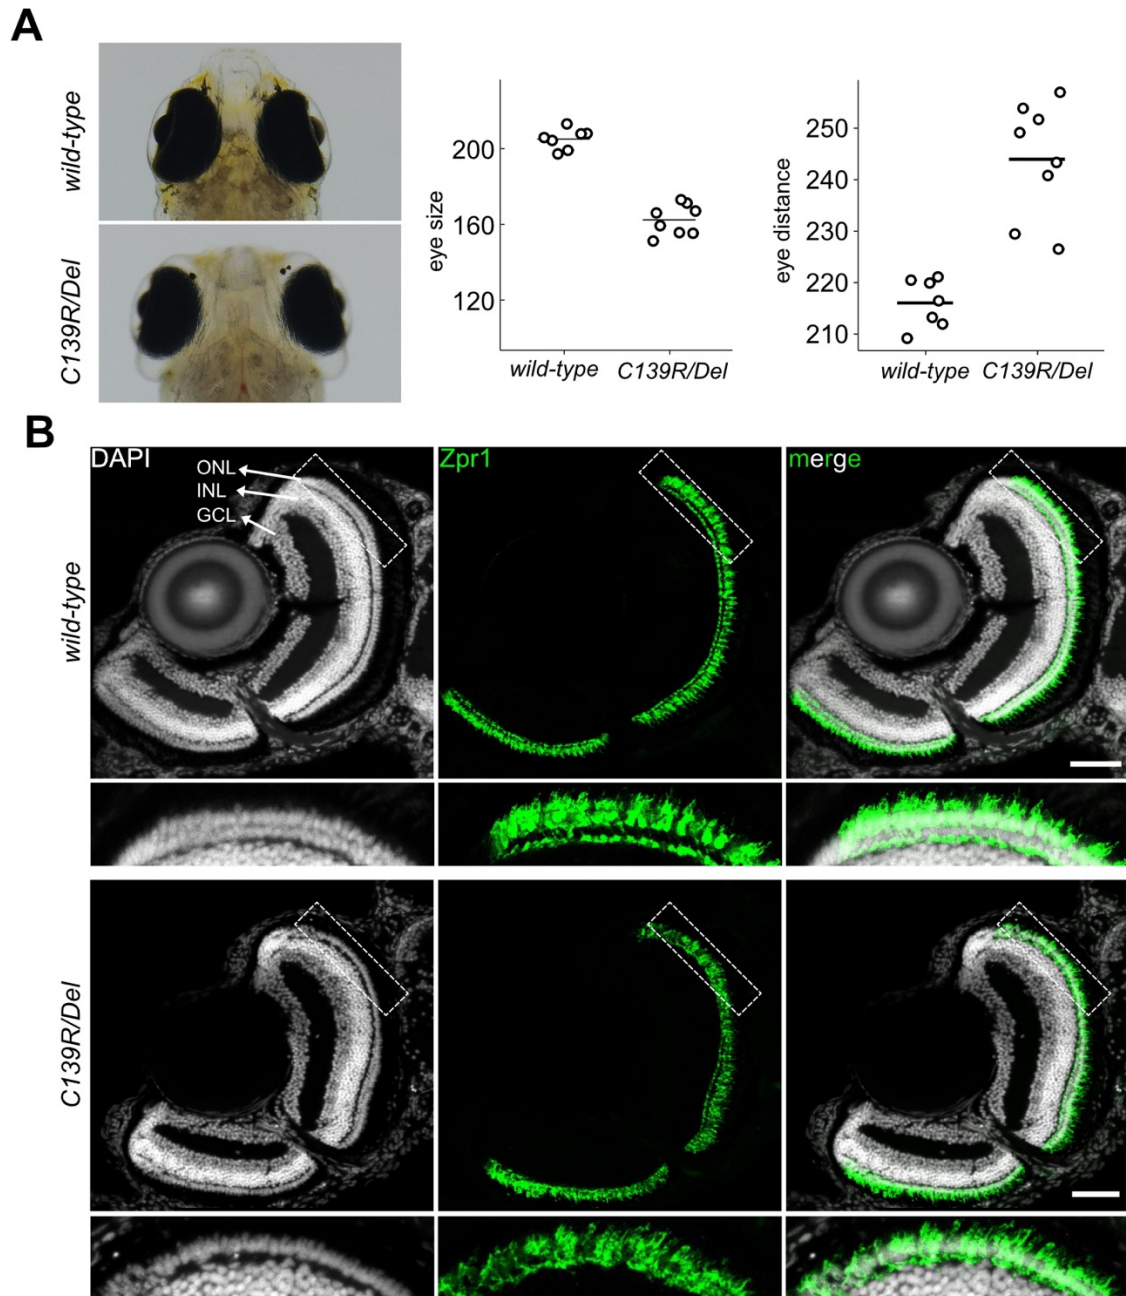 A
wild-type
C139R/Del
eye size
200
160
120
wild-type
C139R/Del
eye distance
250
240
230
220
210
wild-type
C139R/Del
B
wild-type
DAPI
ONL
INL
GCL
Zpr1
merge
C139R/Del